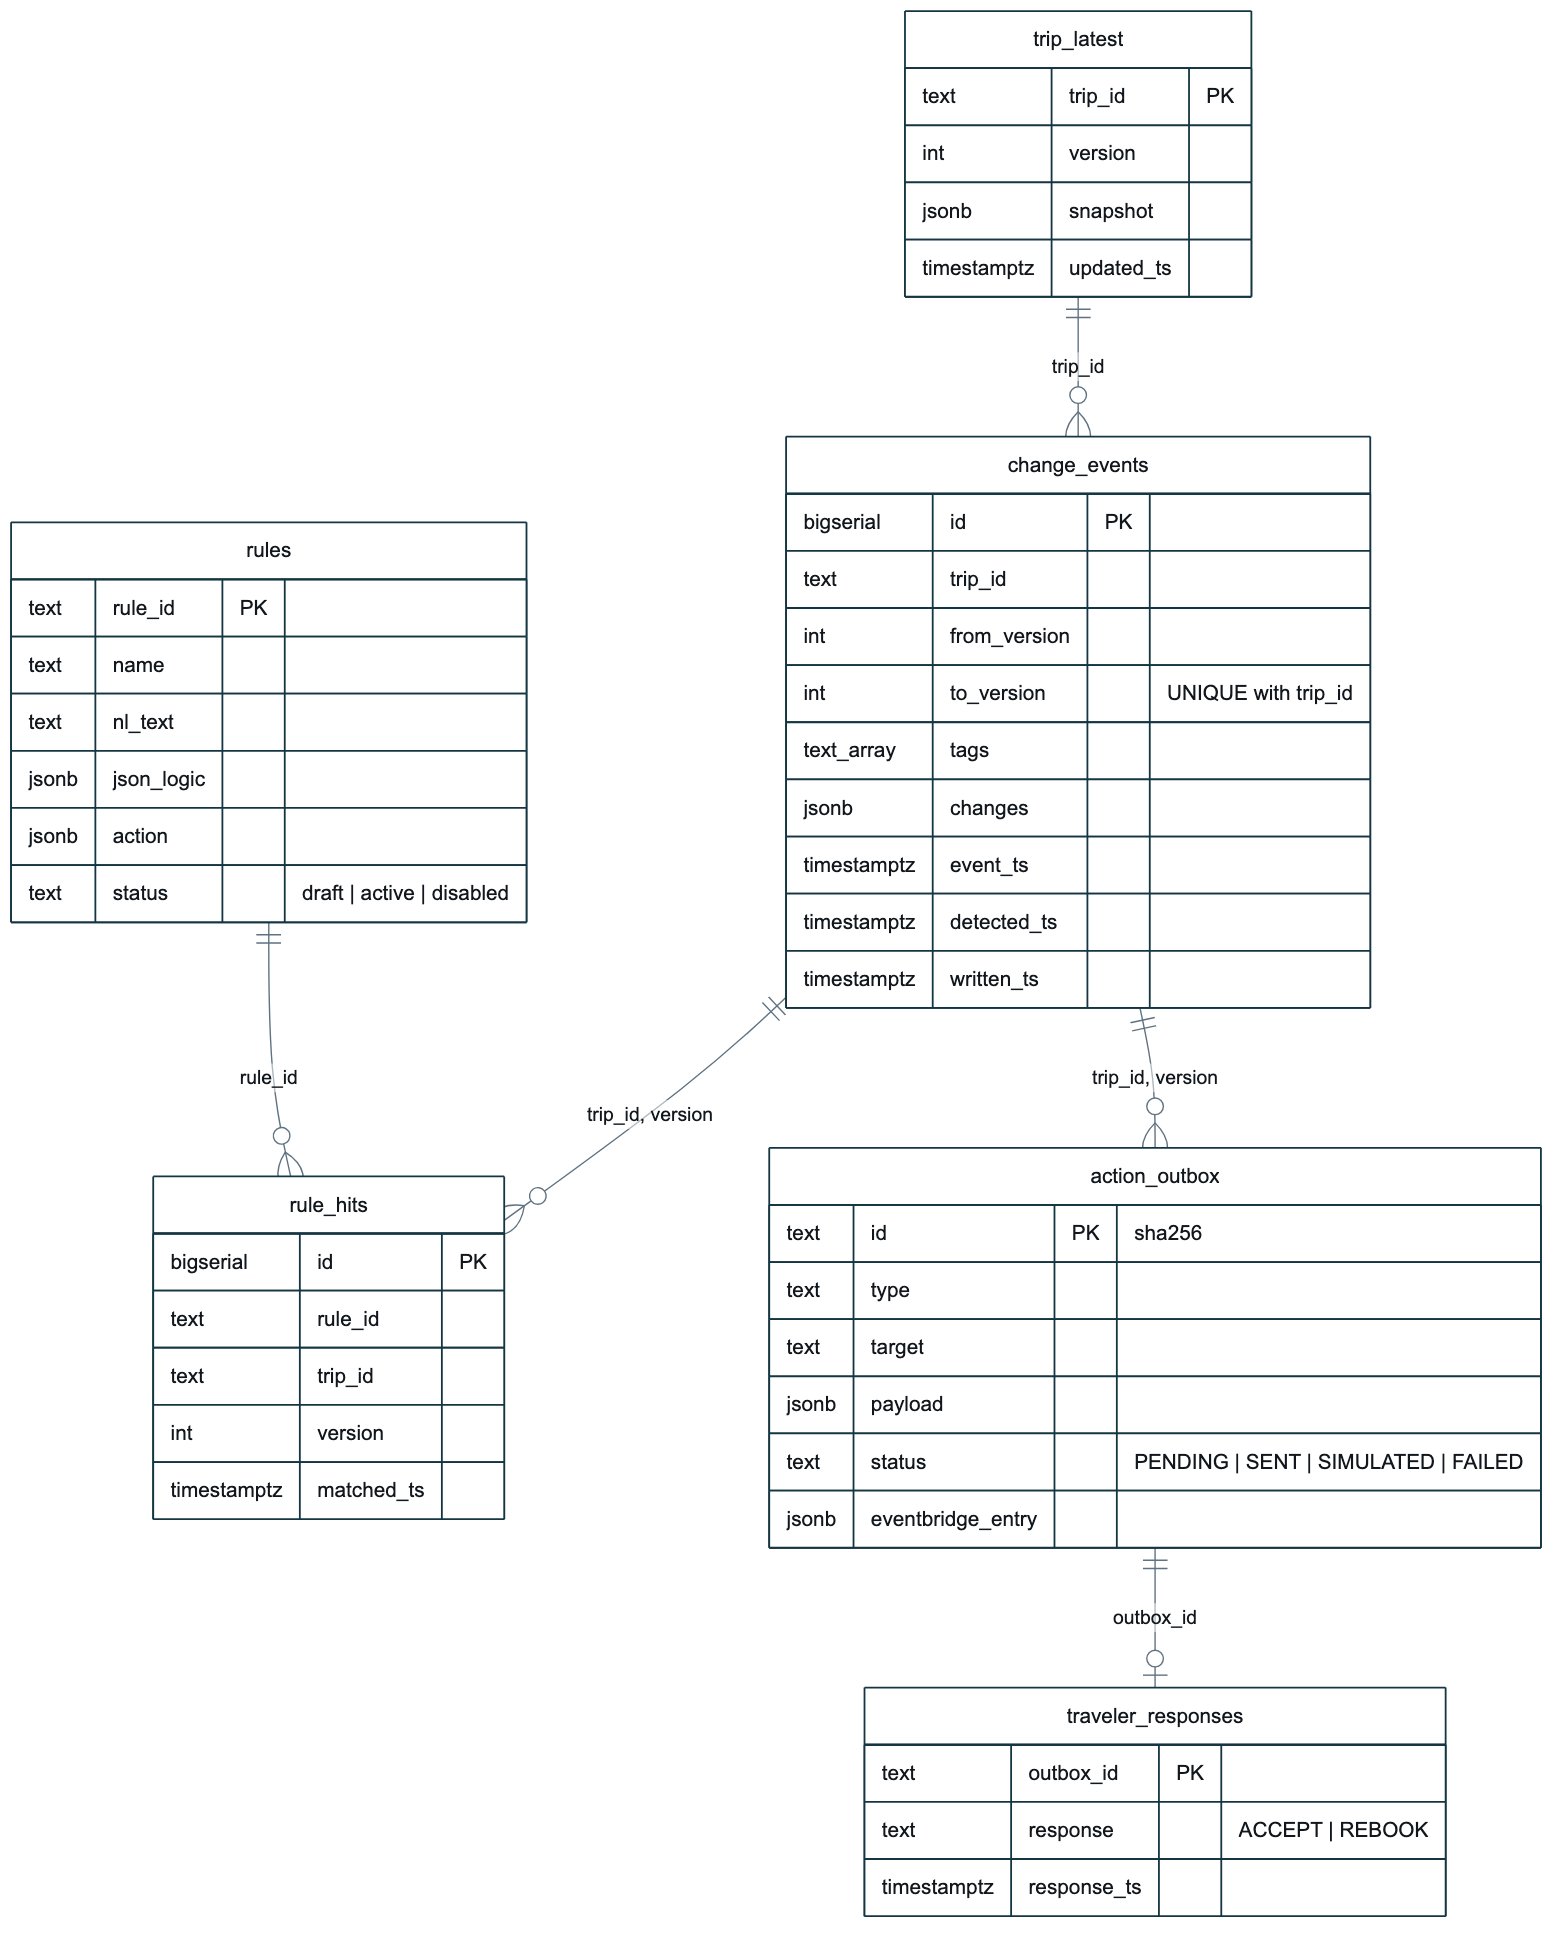 trip_latest
text trip_id PK
int version
jsonb snapshot
timestamptz updated_ts
trip_id
change_events
bigserial id PK
text trip_id
int from_version
int to_version UNIQUE with trip_id
text_array tags
jsonb changes
timestamptz event_ts
timestamptz detected_ts
timestamptz written_ts
rules
text rule_id PK
text name
text nl_text
jsonb json_logic
jsonb action
text status draft | active | disabled
rule_id
trip_id, version
trip_id, version
rule_hits
bigserial id PK
text rule_id
text trip_id
int version
timestamptz matched_ts
action_outbox
text id PK sha256
text type
text target
jsonb payload
text status PENDING | SENT | SIMULATED | FAILED
jsonb eventbridge_entry
outbox_id
traveler_responses
text outbox_id PK
text response ACCEPT | REBOOK
timestamptz response_ts